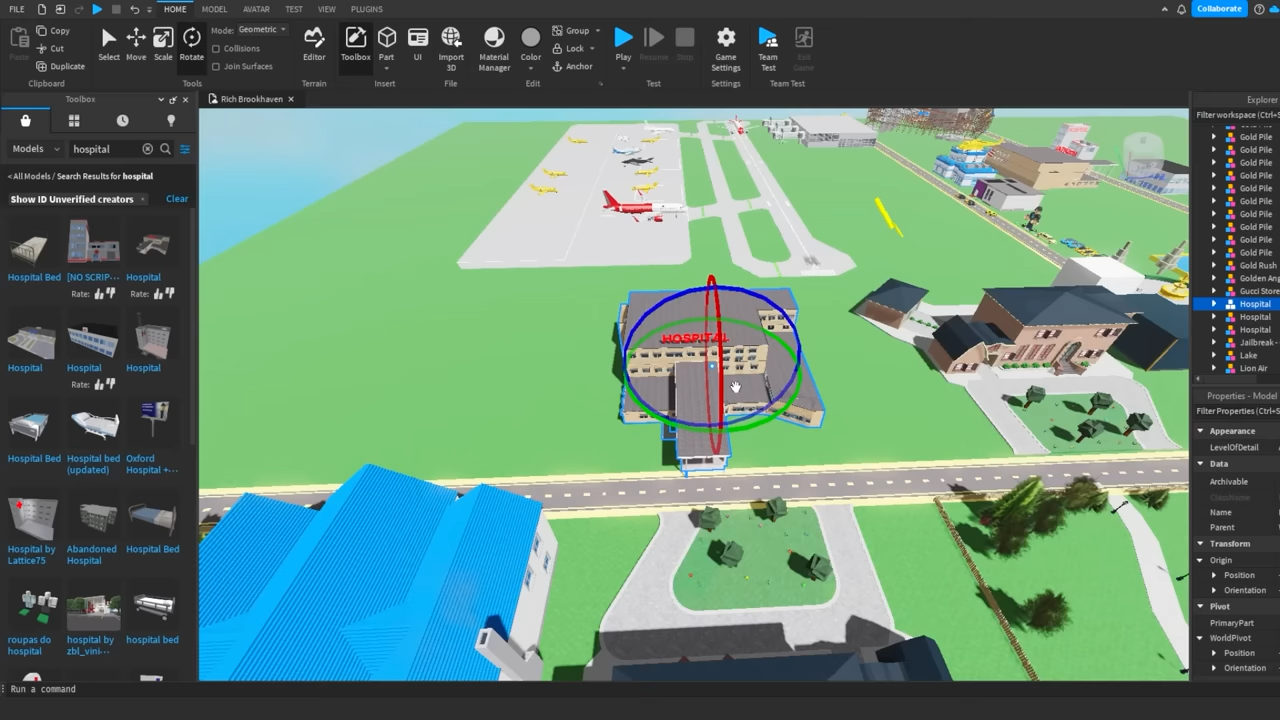 FILE HOME MODEL AVATAR TEST VIEW PLUGINS Collaborate
Paste Copy Cut Duplicate Clipboard
Select Move Scale Rotate Mode: Geometric Collisions Join Surfaces Tools
Editor Terrain
Toolbox Part UI Insert
Import 3D File
Material Manager Color Group Lock Anchor Edit
Play Resume Stop Test
Game Settings Settings
Team Test Exit Game Team Test
Toolbox
Rich Brookhaven
Explorer
Models hospital
Filter workspace (Ctrl+S
< All Models / Search Results for hospital
Show ID Unverified creators Clear
Hospital Bed [NO SCRIP··· Hospital
Rate: Rate:
Hospital Hospital Hospital
Rate:
Hospital Bed Hospital bed (updated) Oxford Hospital +···
Hospital by Lattice75 Abandoned Hospital Hospital Bed
roupas do hospital hospital by zbl_vini··· hospital bed
HOSPITAL
Gold Pile
Gold Pile
Gold Pile
Gold Pile
Gold Pile
Gold Pile
Gold Pile
Gold Pile
Gold Pile
Gold Pile
Gold Rush
Golden Ang
Gucci Store
Hospital
Hospital
Hospital
Jailbreak -
Lake
Lion Air
Properties - Model
Filter Properties (Ctrl+S
Appearance
LevelOfDetail
Data
Archivable
ClassName
Name
Parent
Transform
Origin
Position
Orientation
Pivot
PrimaryPart
WorldPivot
Position
Orientation
Run a command